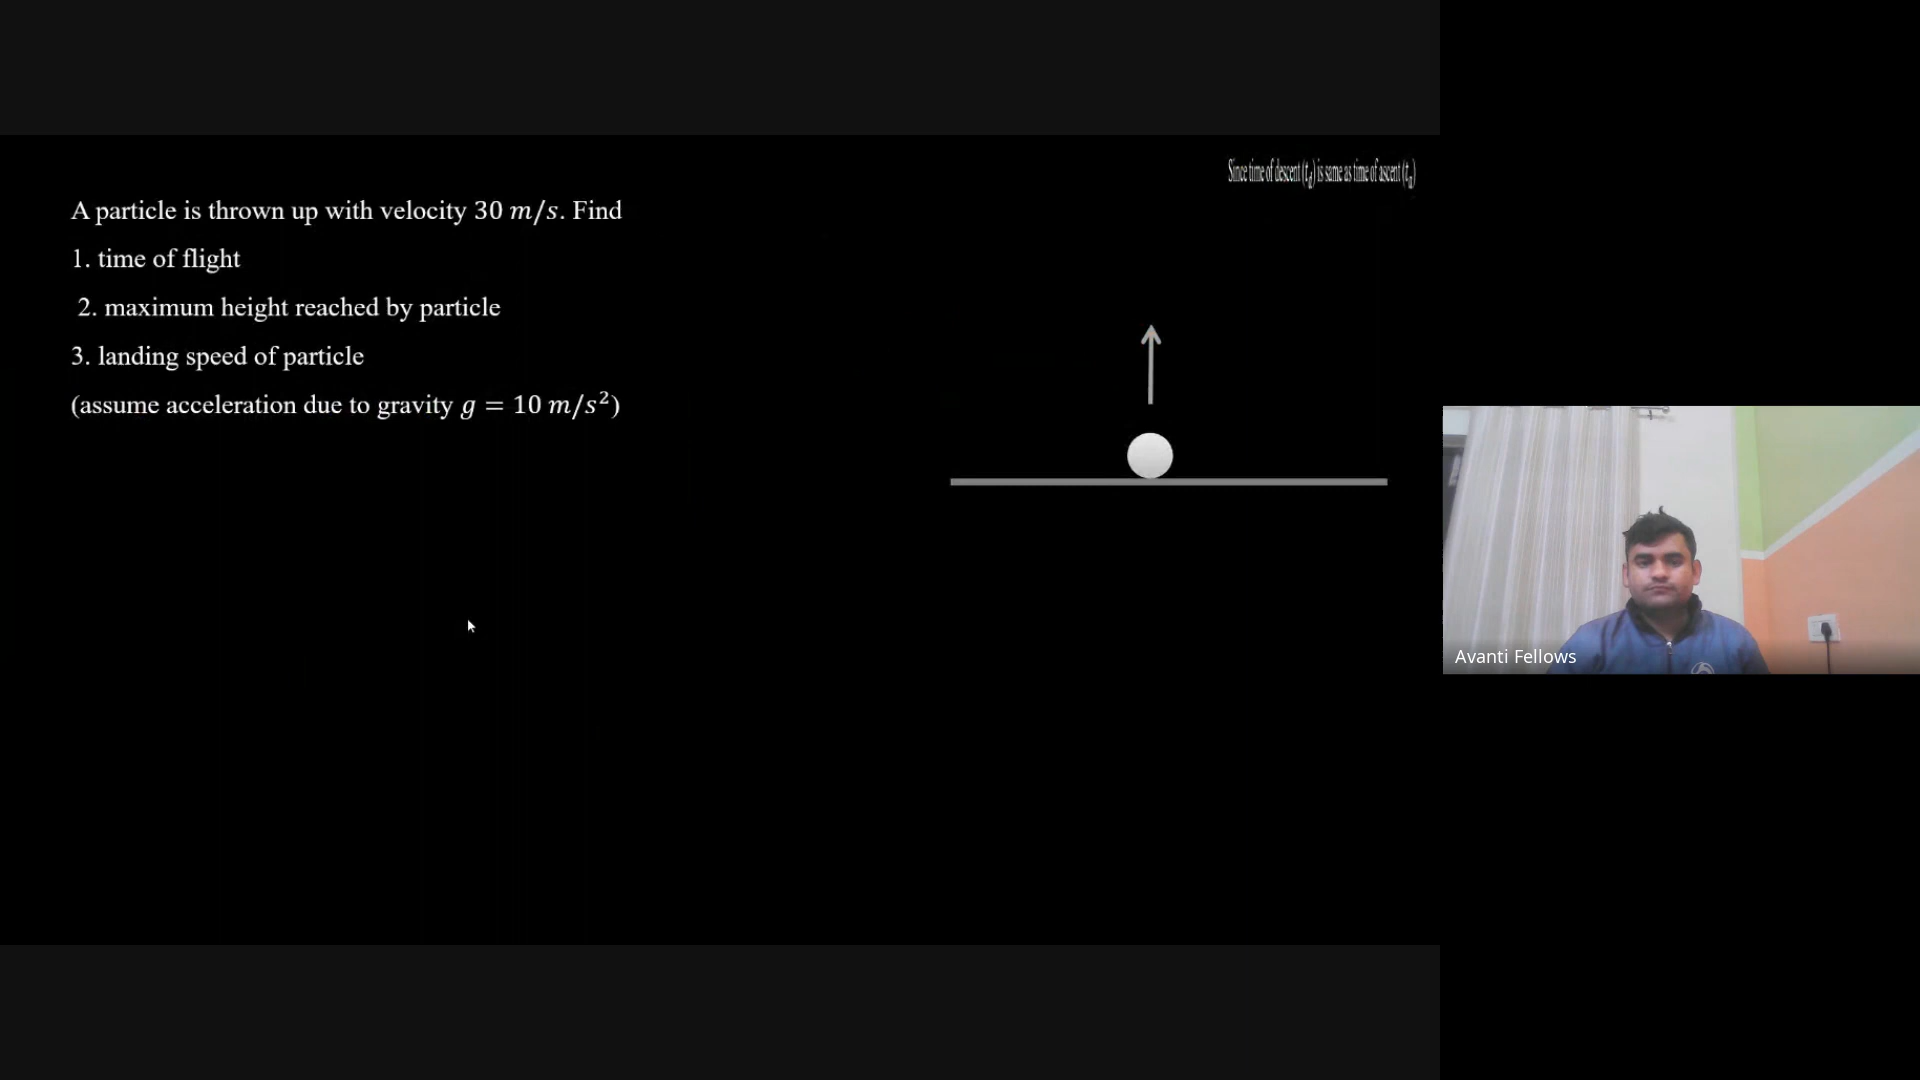 Since time of descent (t_d) is same as time of ascent (t_a)
A particle is thrown up with velocity 30 m/s. Find
1. time of flight
2. maximum height reached by particle
3. landing speed of particle
(assume acceleration due to gravity g = 10 m/s²)
Avanti Fellows